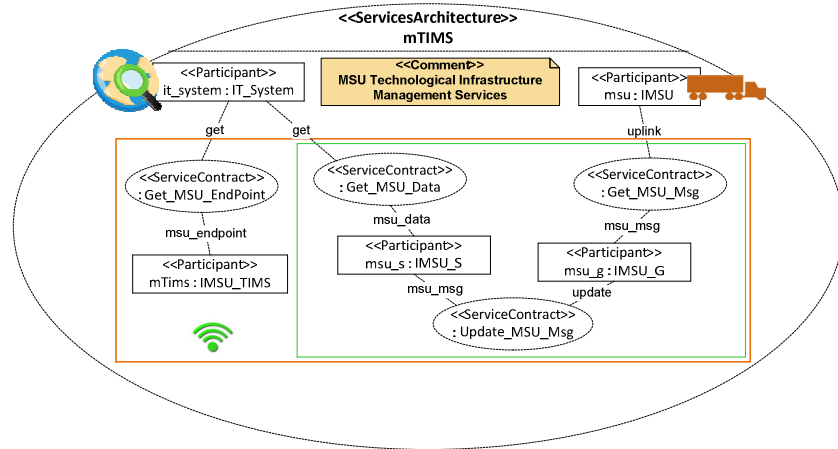 <<ServicesArchitecture>>
mTIMS
<<Participant>>
it_system : IT_System
<<Comment>>
MSU Technological Infrastructure
Management Services
<<Participant>>
msu : IMSU
get
get
uplink
<<ServiceContract>>
: Get_MSU_EndPoint
<<ServiceContract>>
: Get_MSU_Data
<<ServiceContract>>
: Get_MSU_Msg
msu_endpoint
msu_data
msu_msg
<<Participant>>
mTims : IMSU_TIMS
<<Participant>>
msu_s : IMSU_S
<<Participant>>
msu_g : IMSU_G
msu_msg
update
<<ServiceContract>>
: Update_MSU_Msg